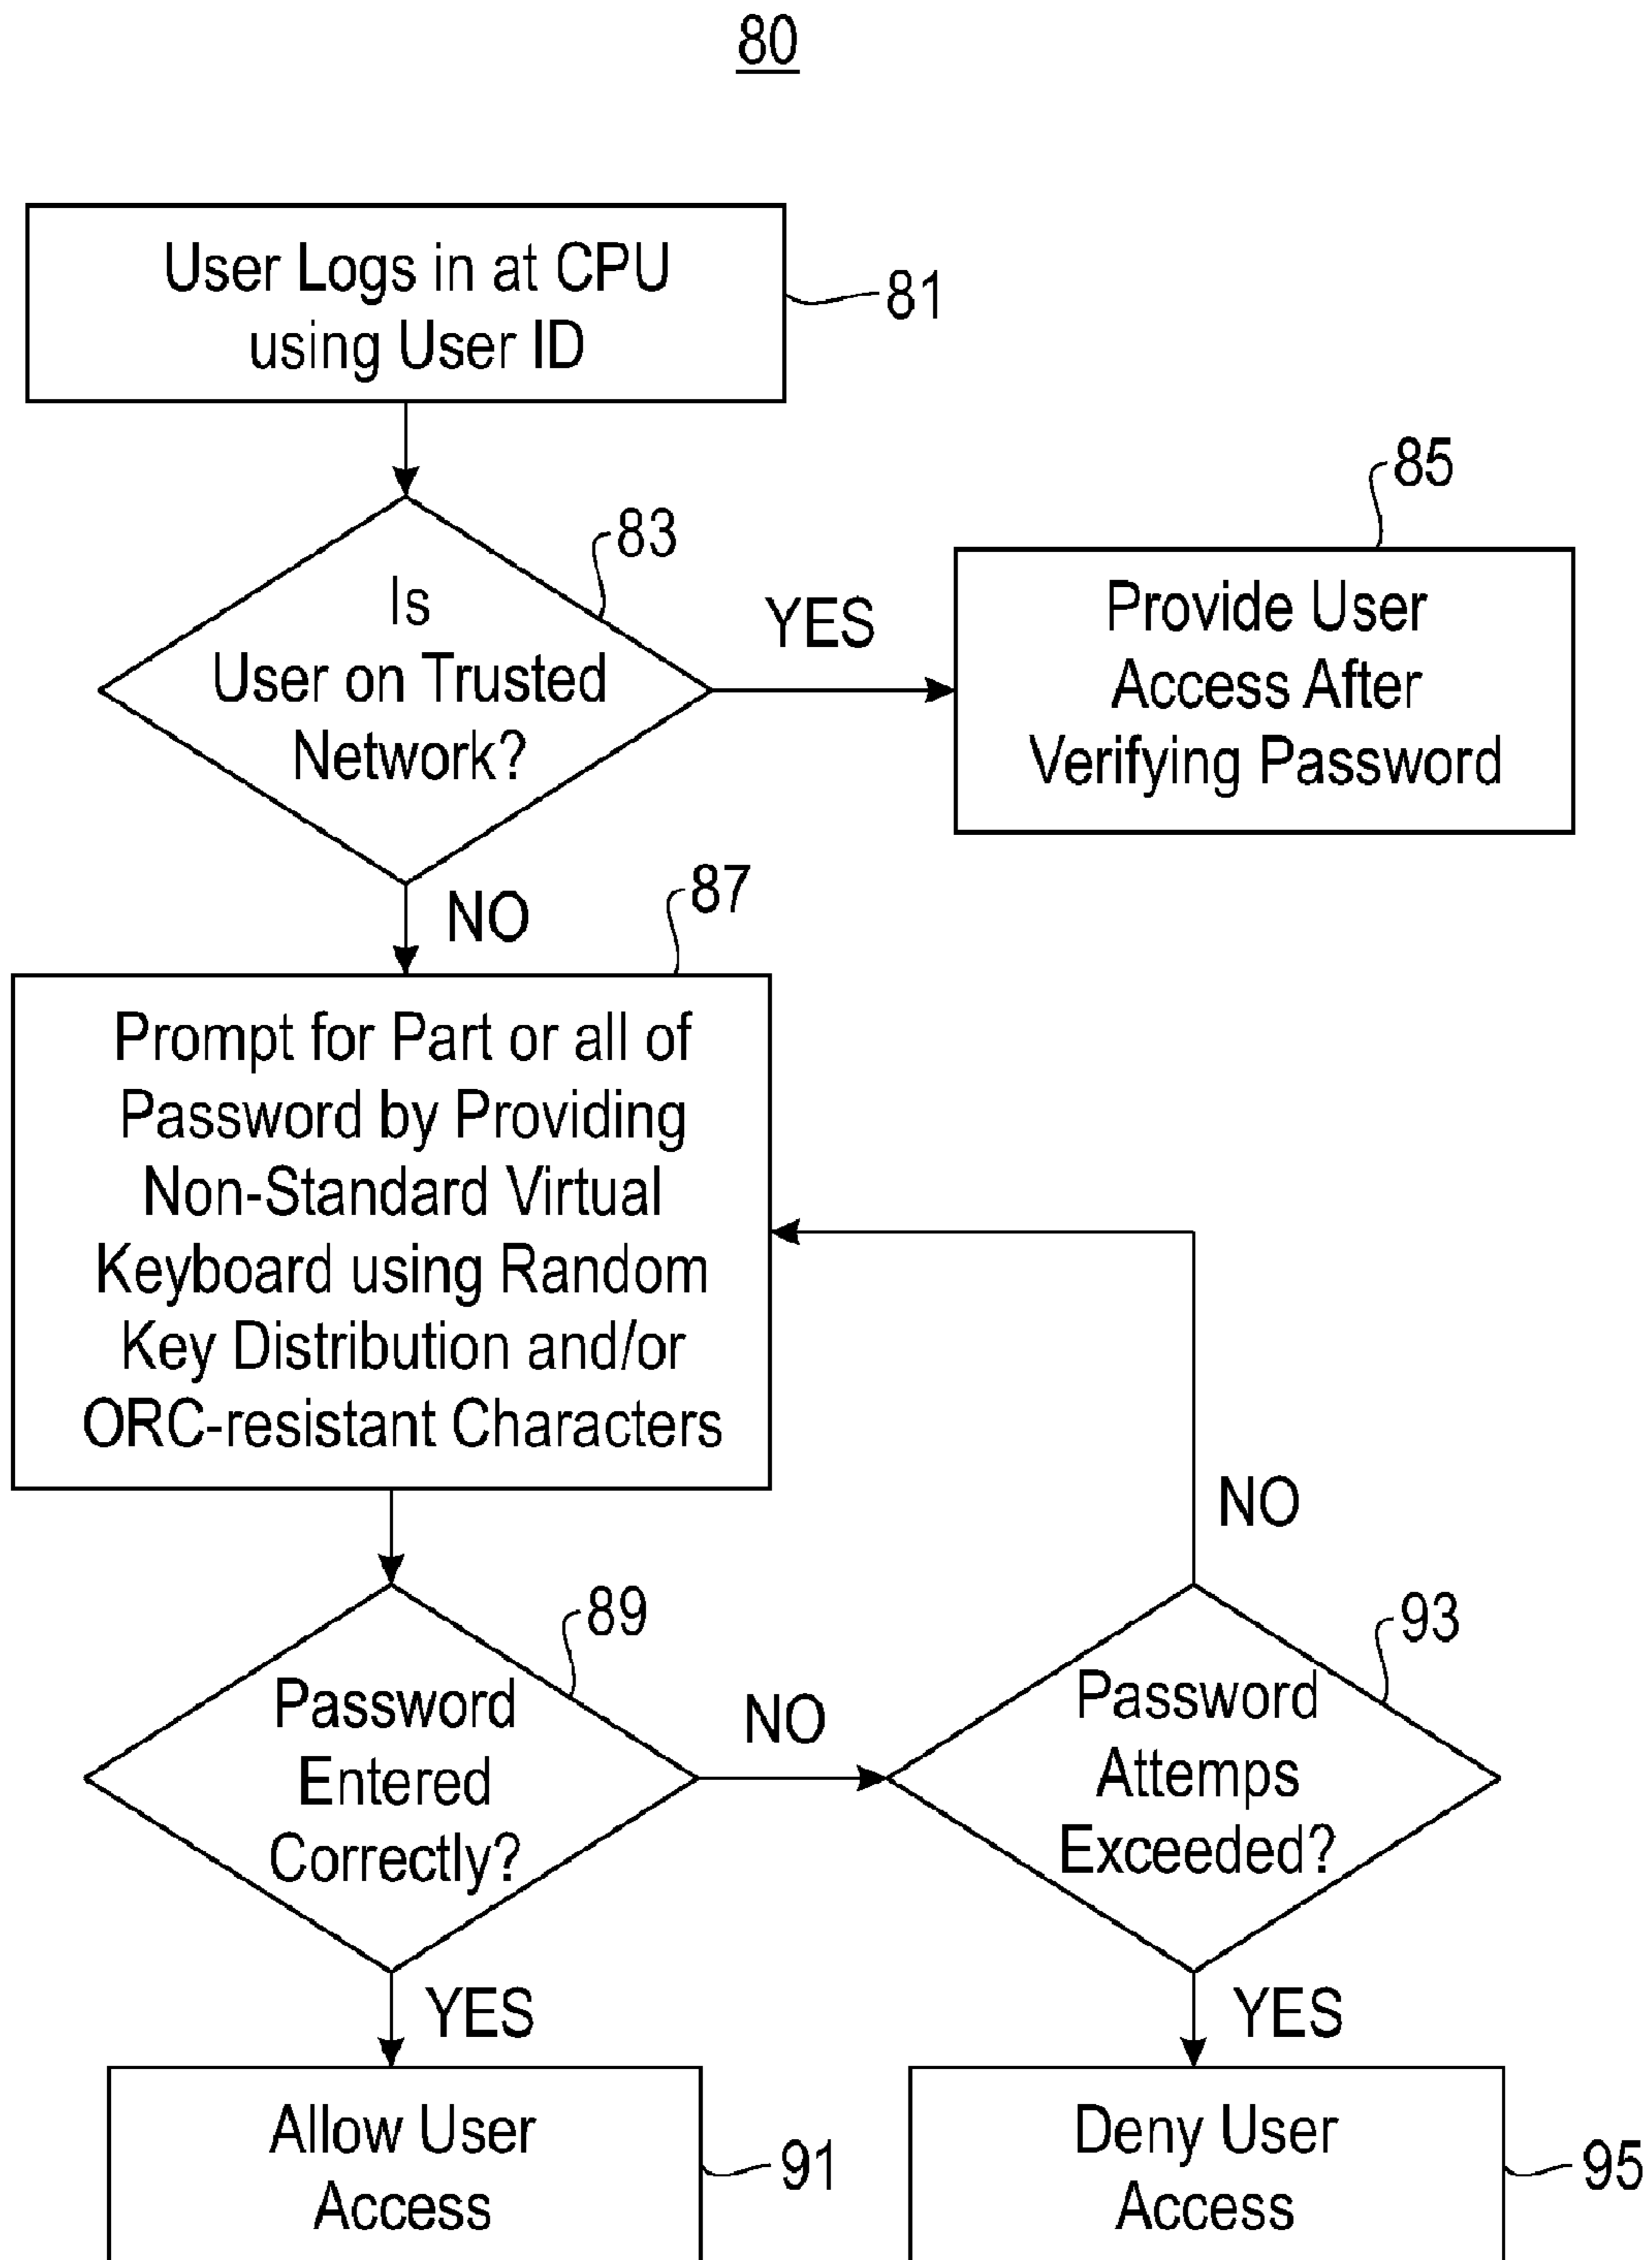 80
User Logs in at CPU
using User ID
81
Is
User on Trusted
Network?
83
YES
Provide User
Access After
Verifying Password
85
NO
Prompt for Part or all of
Password by Providing
Non-Standard Virtual
Keyboard using Random
Key Distribution and/or
ORC-resistant Characters
87
Password
Entered
Correctly?
89
NO
Password
Attemps
Exceeded?
93
NO
YES
YES
Allow User
Access
91
Deny User
Access
95